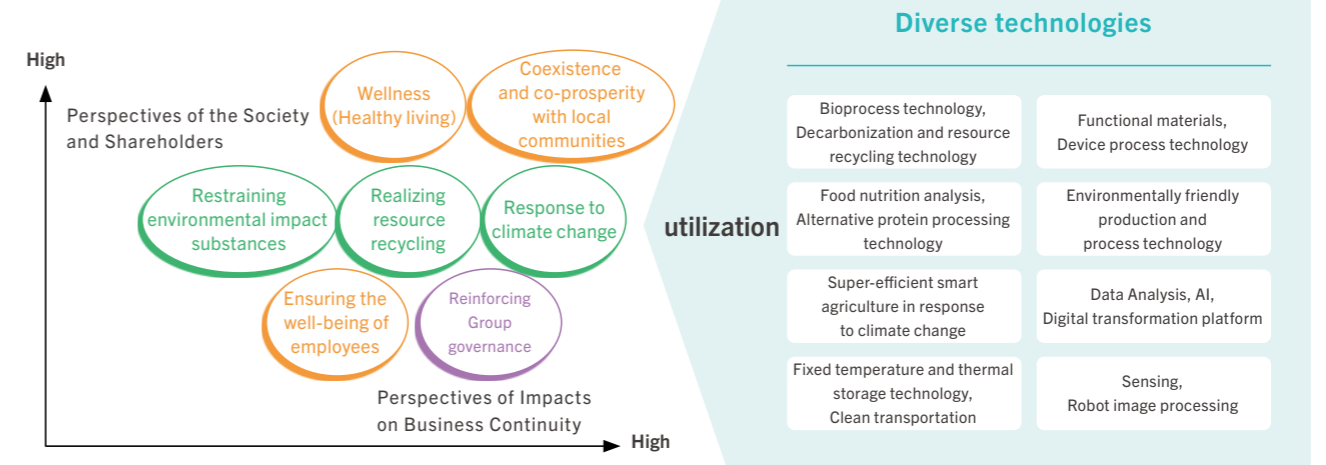 High
Perspectives of the Society
and Shareholders
Wellness
(Healthy living)
Coexistence
and co-prosperity
with local
communities
Restraining
environmental impact
substances
Realizing
resource
recycling
Response to
climate change
Ensuring the
well-being of
employees
Reinforcing
Group
governance
Perspectives of Impacts
on Business Continuity
High
utilization
Diverse technologies
Bioprocess technology,
Decarbonization and resource
recycling technology
Functional materials,
Device process technology
Food nutrition analysis,
Alternative protein processing
technology
Environmentally friendly
production and
process technology
Super-efficient smart
agriculture in response
to climate change
Data Analysis, AI,
Digital transformation platform
Fixed temperature and thermal
storage technology,
Clean transportation
Sensing,
Robot image processing